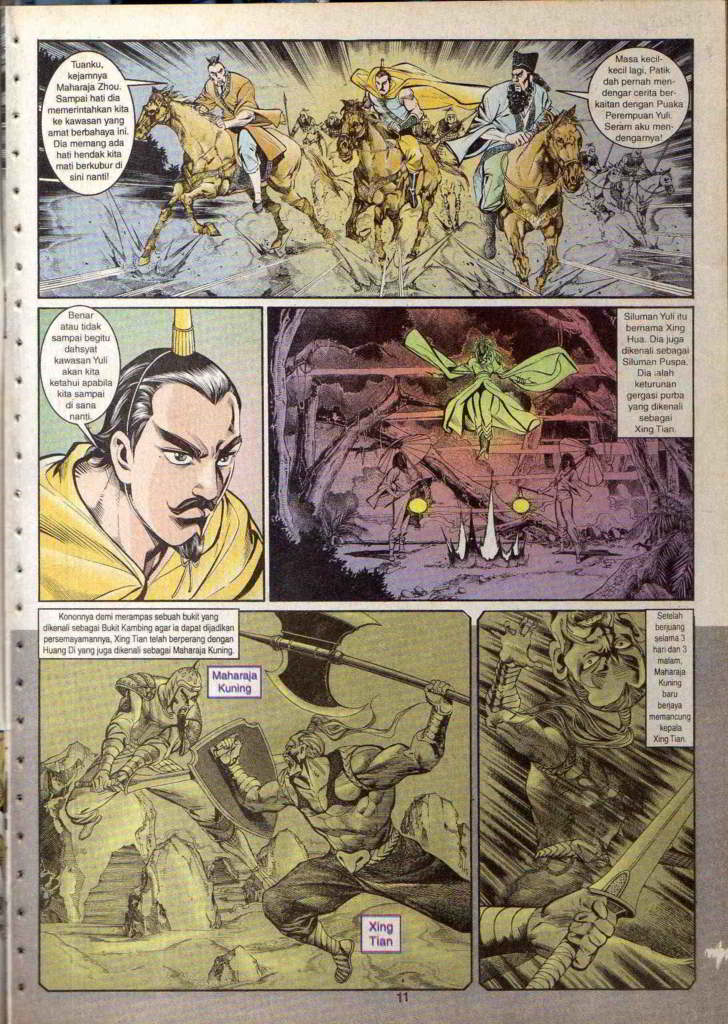 Tuanku,
kejamnya
Maharaja Zhou.
Sampai hati dia
memerintahkan kita
ke kawasan yang
amat berbahaya ini.
Dia memang ada
hati hendak kita
mati berkubur di
sini nanti!
Masa kecil-
kecil lagi, Patik
dah pernah men-
dengar cerita ber-
kaitan dengan Puaka
Perempuan Yuli.
Seram aku men-
dengarnya!
Benar
atau tidak
sampai begitu
dahsyat
kawasan Yuli
akan kita
ketahui apabila
kita sampai
di sana
nanti.
Siluman Yuli itu
bernama Xing
Hua. Dia juga
dikenali sebagai
Siluman Puspa.
Dia ialah
keturunan
gergasi purba
yang dikenali
sebagai
Xing Tian.
Kononnya demi merampas sebuah bukit yang
dikenali sebagai Bukit Kambing agar ia dapat dijadikan
persemayamannya, Xing Tian telah berperang dengan
Huang Di yang juga dikenali sebagai Maharaja Kuning.
Maharaja
Kuning
Xing
Tian
Setelah
berjuang
selama 3
hari dan 3
malam,
Maharaja
Kuning
baru
berjaya
memancung
kepala
Xing Tian.
11